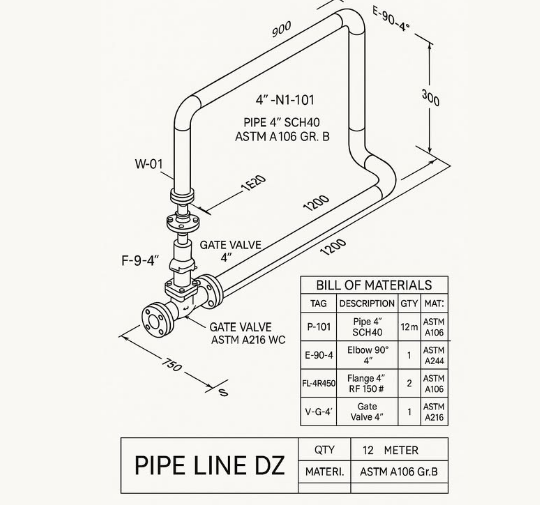 900
E-90-4"
300
4"-N1-101
PIPE 4" SCH40
ASTM A106 GR. B
W-01
1E20
1200
1200
GATE VALVE
4"
F-9-4"
GATE VALVE
ASTM A216 WC
750
S
BILL OF MATERIALS
TAG DESCRIPTION QTY MAT:
P-101 Pipe 4" SCH40 12m ASTM A106
E-90-4 Elbow 90° 4" 1 ASTM A244
FL-4R450 Flange 4" RF 150 # 2 ASTM A106
V-G-4' Gate Valve 4" 1 ASTM A216
PIPE LINE DZ
QTY 12 METER
MATERI. ASTM A106 Gr.B